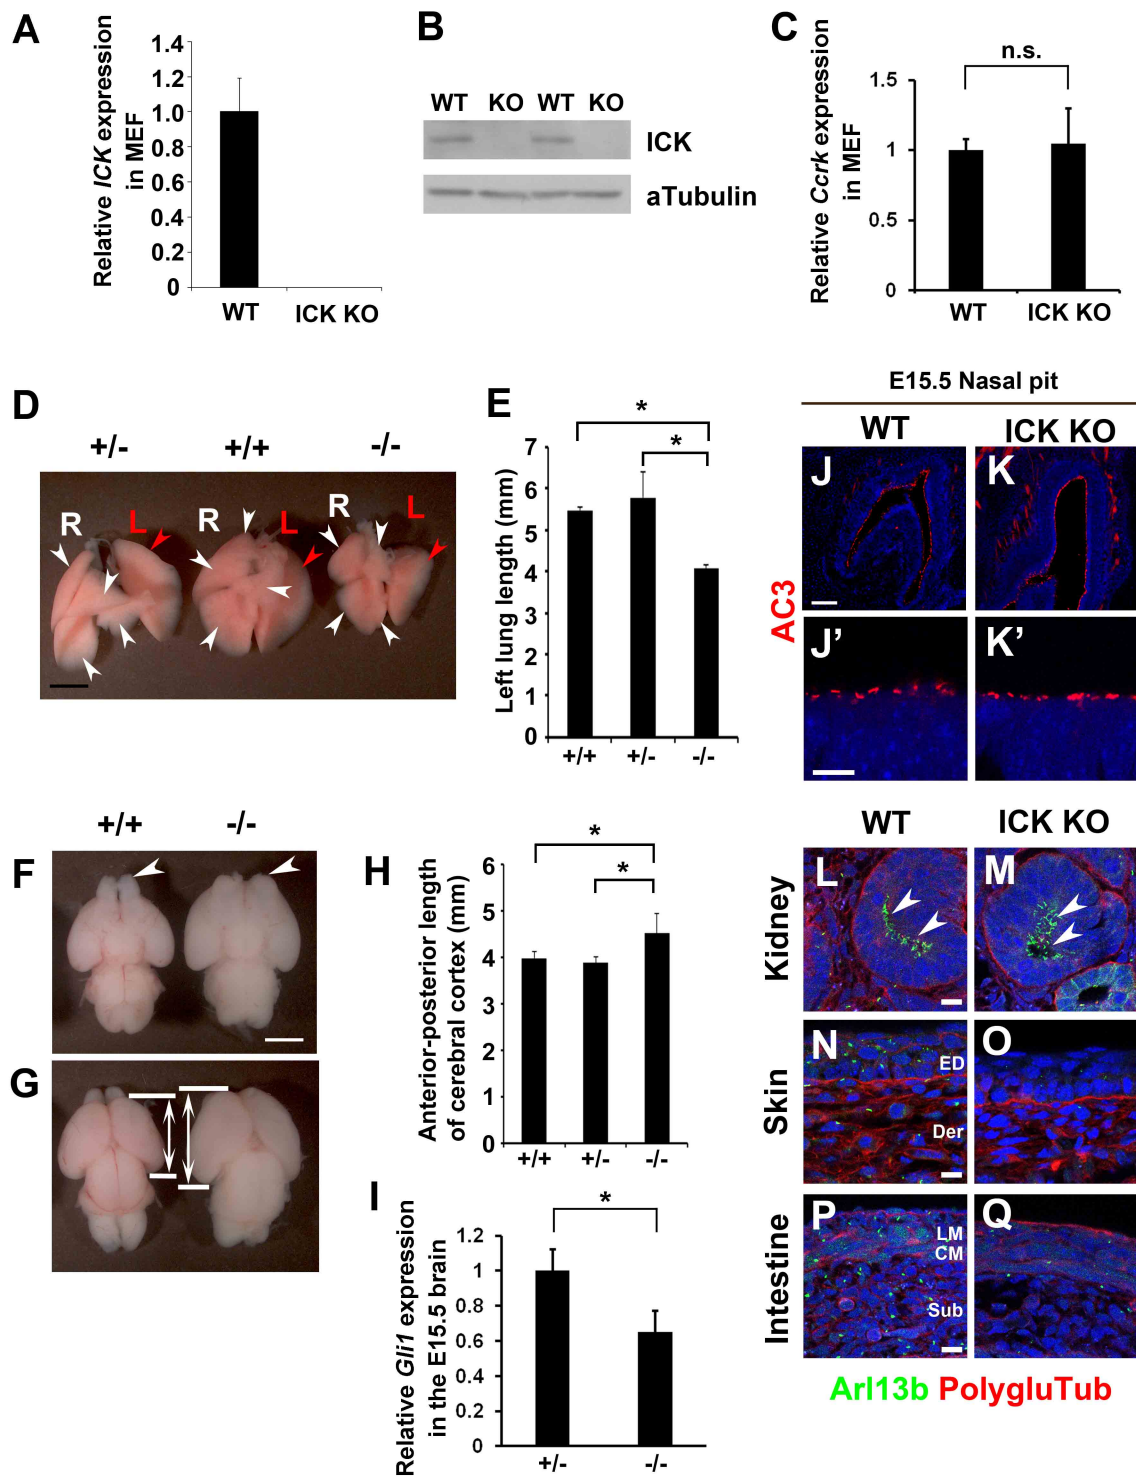 A
Relative ICK expression
in MEF
1.4
1.2
1.0
0.8
0.6
0.4
0.2
0
WT
ICK KO
B
WT KO WT KO
ICK
aTubulin
C
Relative Ccrk expression
in MEF
n.s.
1.5
1
0.5
0
WT
ICK KO
D
+/-
+/+
-/-
R
L
R
L
R
L
E
Left lung length (mm)
*
*
7
6
5
4
3
2
1
0
+/+
+/-
-/-
E15.5 Nasal pit
WT
ICK KO
AC3
J
K
J’
K’
+/+
-/-
F
G
H
Anterior-posterior length
of cerebral cortex (mm)
*
*
6
5
4
3
2
1
0
+/+
+/-
-/-
I
Relative Gli1 expression
in the E15.5 brain
*
1.2
1
0.8
0.6
0.4
0.2
0
+/-
-/-
WT
ICK KO
Kidney
L
M
Skin
N
ED
Der
O
Intestine
P
LM
CM
Sub
Q
Arl13b PolygluTub